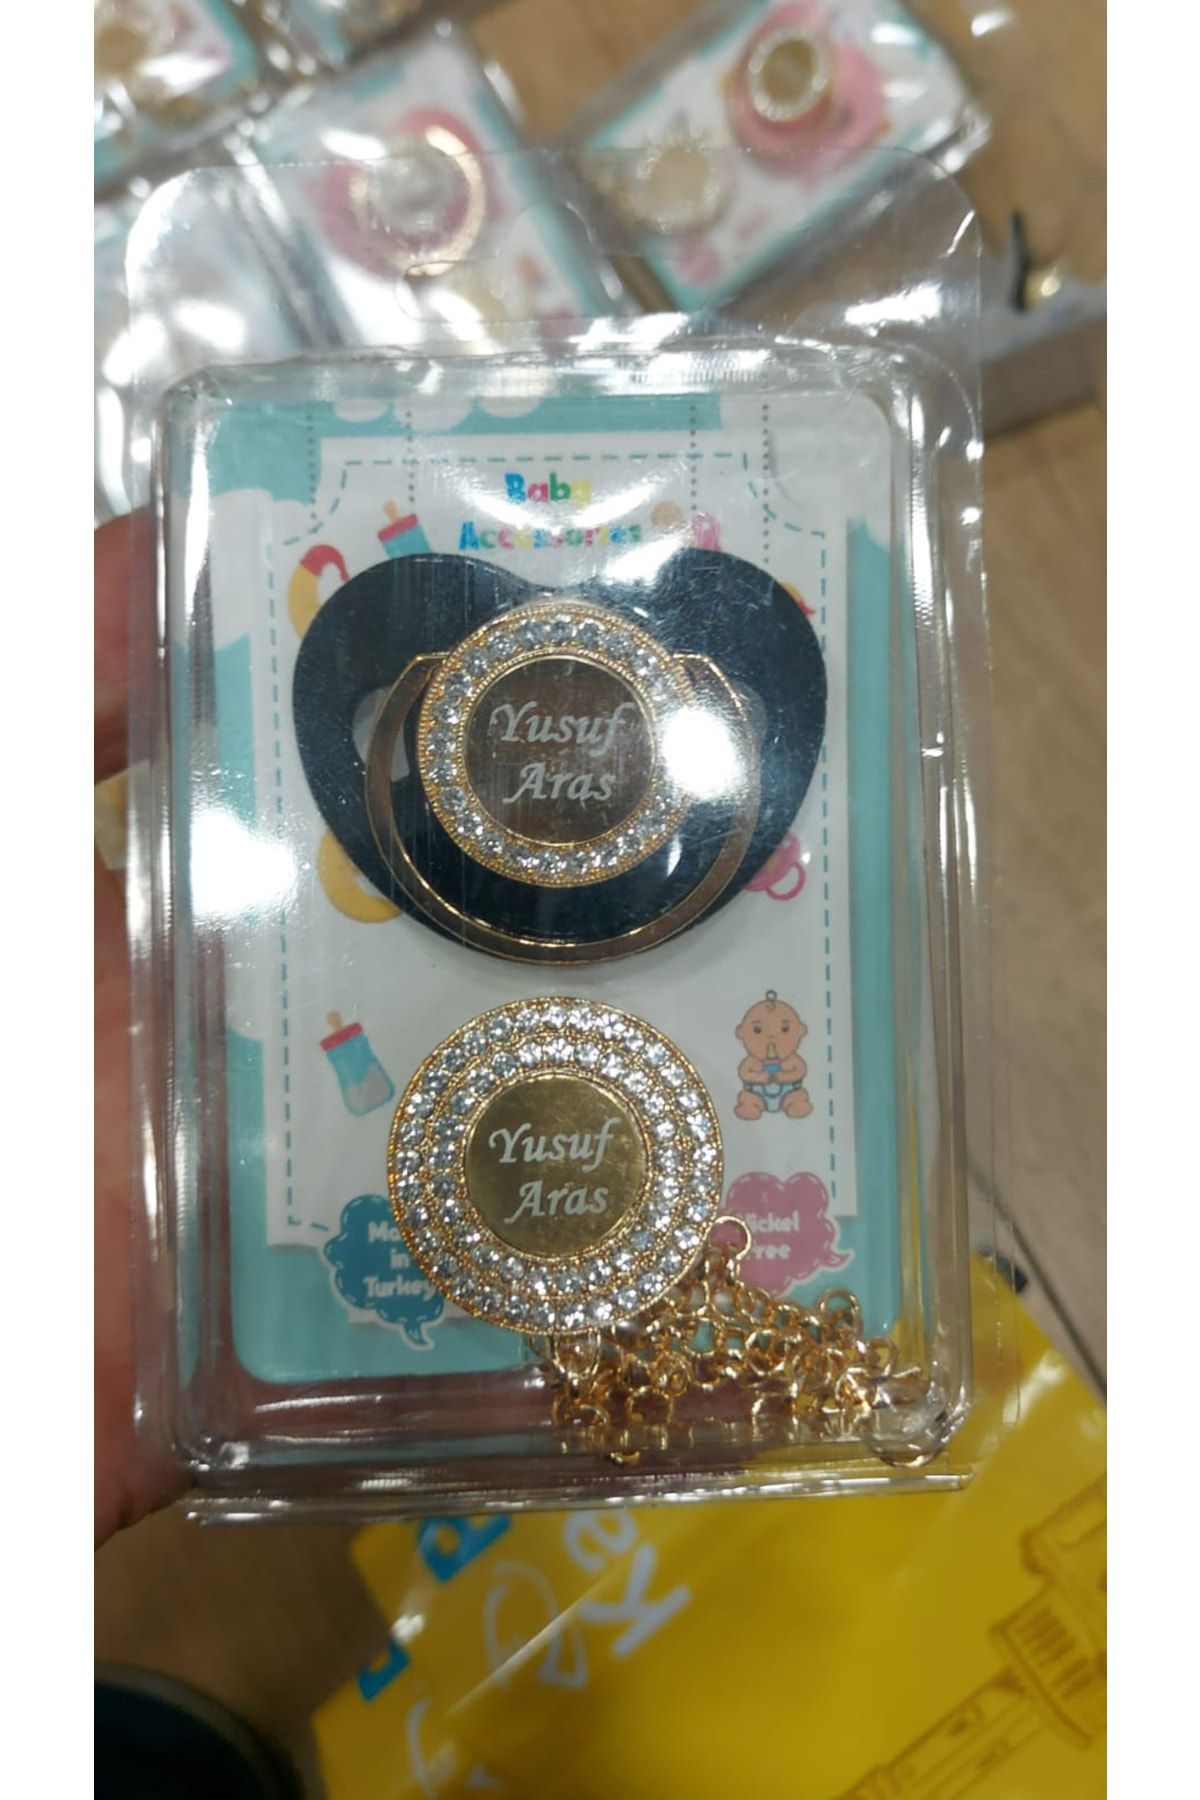 Baby
Accessories
Yusuf
Aras
Yusuf
Aras
in
Turkey
Nickel
Free